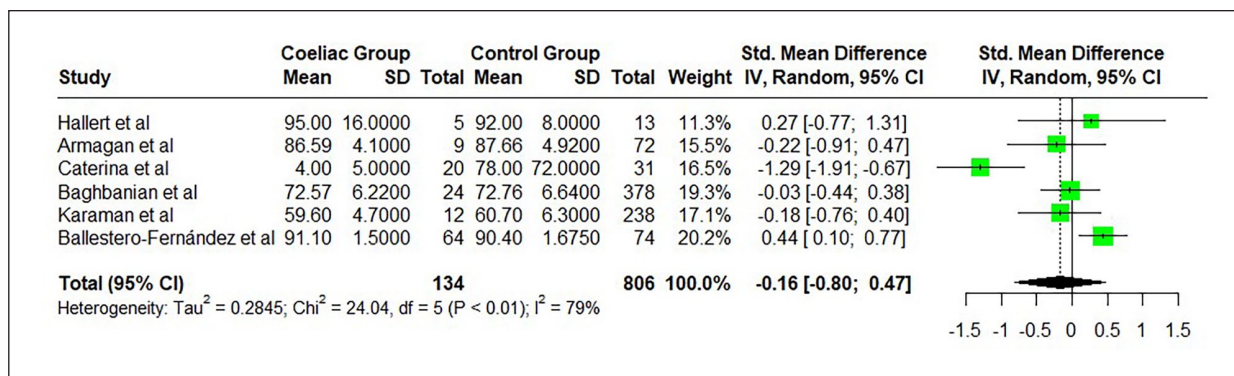 Coeliac Group Control Group Std. Mean Difference Std. Mean Difference
Study Mean SD Total Mean SD Total Weight IV, Random, 95% CI IV, Random, 95% CI
Hallert et al 95.00 16.0000 5 92.00 8.0000 13 11.3% 0.27 [-0.77; 1.31]
Armagan et al 86.59 4.1000 9 87.66 4.9200 72 15.5% -0.22 [-0.91; 0.47]
Caterina et al 4.00 5.0000 20 78.00 72.0000 31 16.5% -1.29 [-1.91; -0.67]
Baghbanian et al 72.57 6.2200 24 72.76 6.6400 378 19.3% -0.03 [-0.44; 0.38]
Karaman et al 59.60 4.7000 12 60.70 6.3000 238 17.1% -0.18 [-0.76; 0.40]
Ballestero-Fernández et al 91.10 1.5000 64 90.40 1.6750 74 20.2% 0.44 [ 0.10; 0.77]
Total (95% CI) 134 806 100.0% -0.16 [-0.80; 0.47]
Heterogeneity: Tau² = 0.2845; Chi² = 24.04, df = 5 (P < 0.01); I² = 79%
-1.5 -1 -0.5 0 0.5 1 1.5